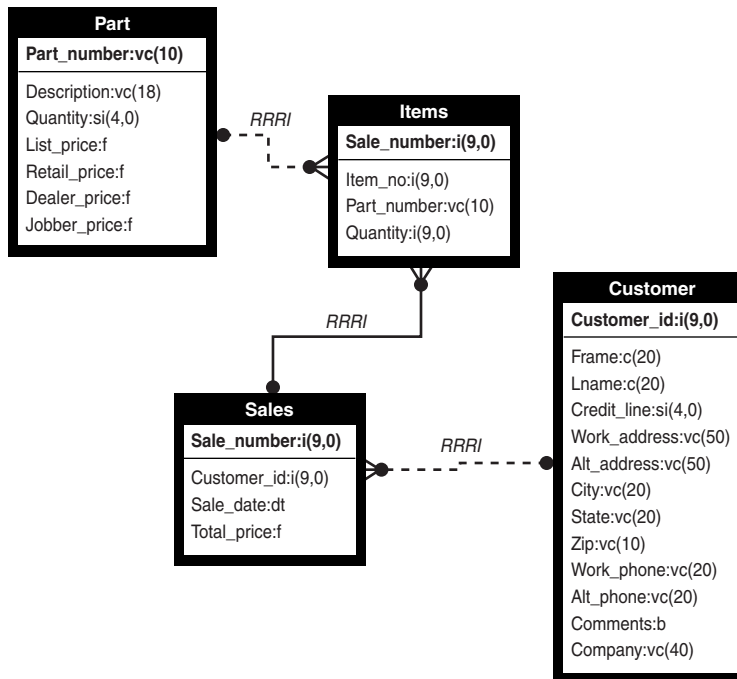 Part
Part_number:vc(10)
Description:vc(18)
Quantity:si(4,0)
List_price:f
Retail_price:f
Dealer_price:f
Jobber_price:f
RRRI
Items
Sale_number:i(9,0)
Item_no:i(9,0)
Part_number:vc(10)
Quantity:i(9,0)
RRRI
Sales
Sale_number:i(9,0)
Customer_id:i(9,0)
Sale_date:dt
Total_price:f
RRRI
Customer
Customer_id:i(9,0)
Frame:c(20)
Lname:c(20)
Credit_line:si(4,0)
Work_address:vc(50)
Alt_address:vc(50)
City:vc(20)
State:vc(20)
Zip:vc(10)
Work_phone:vc(20)
Alt_phone:vc(20)
Comments:b
Company:vc(40)